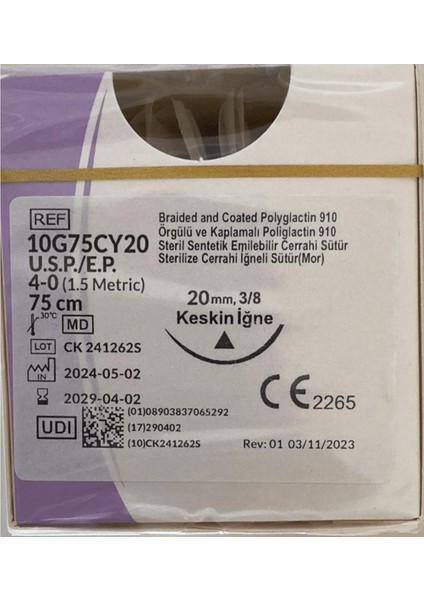 REF
10G75CY20
U.S.P./E.P.
4-0 (1.5 Metric)
75 cm
30°C MD
LOT CK 241262S
2024-05-02
2029-04-02
UDI
(01)08903837065292
(17)290402
(10)CK241262S
Braided and Coated Polyglactin 910
Örgülü ve Kaplamalı Poliglactin 910
Steril Sentetik Emilebilir Cerrahi Sütür
Sterilize Cerrahi İğneli Sütür(Mor)
20mm, 3/8
Keskin İğne
CE 2265
Rev: 01 03/11/2023